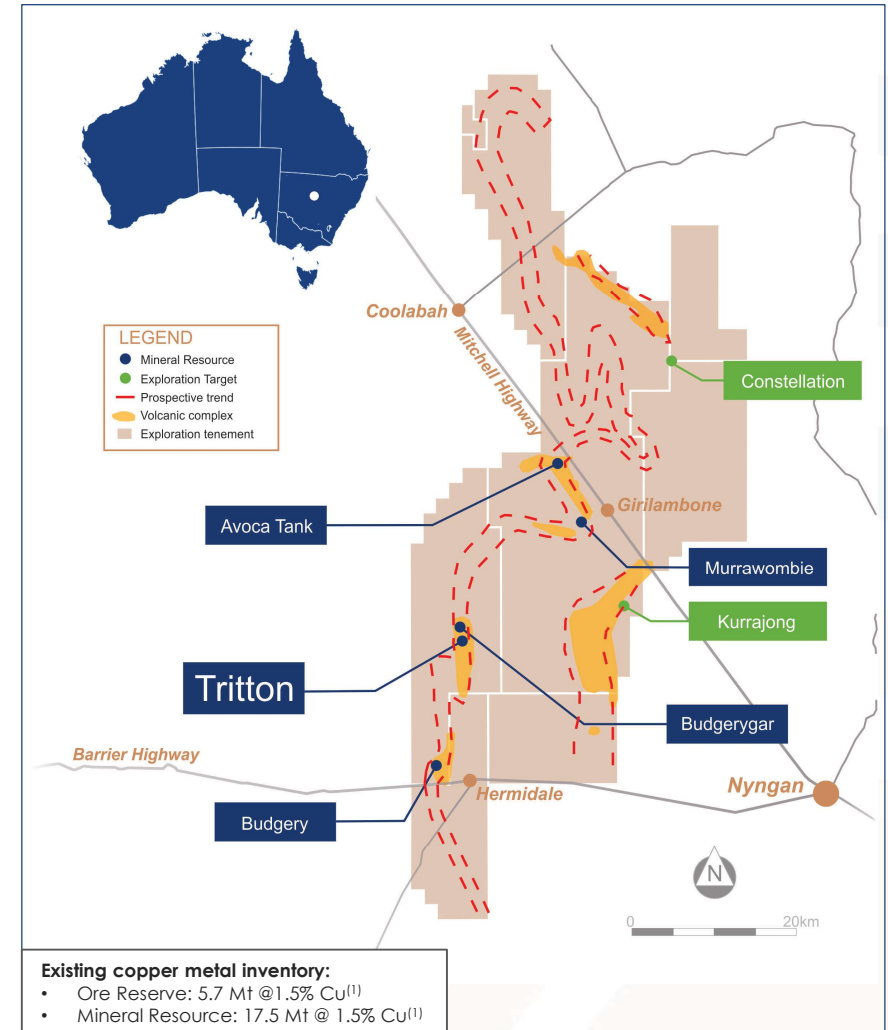 Coolabah
Mitchell Highway
LEGEND
Mineral Resource
Exploration Target
Prospective trend
Volcanic complex
Exploration tenement
Constellation
Avoca Tank
Girilambone
Murrawombie
Kurrajong
Tritton
Budgerygar
Barrier Highway
Hermidale
Nyngan
Budgery
N
0 20km
Existing copper metal inventory:
• Ore Reserve: 5.7 Mt @1.5% Cu(1)
• Mineral Resource: 17.5 Mt @ 1.5% Cu(1)